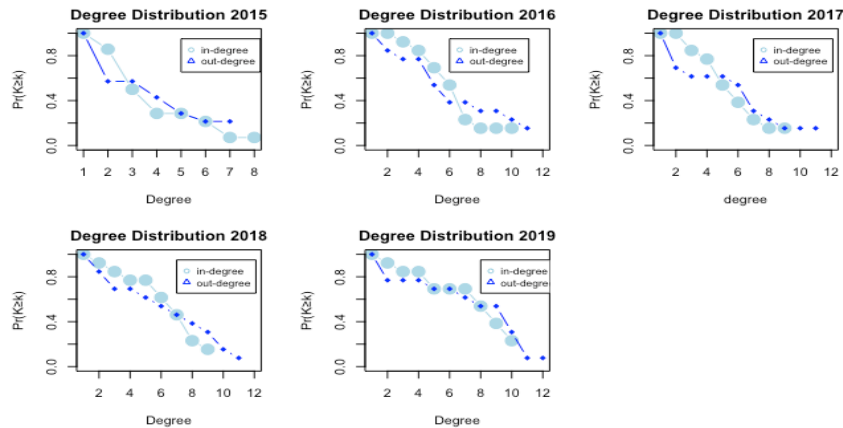 Degree Distribution 2015
Pr(K≥k)
0.0 0.4 0.8
in-degree
out-degree
1 2 3 4 5 6 7 8
Degree
Degree Distribution 2016
Pr(K≥k)
0.0 0.4 0.8
in-degree
out-degree
2 4 6 8 10 12
Degree
Degree Distribution 2017
Pr(K≥k)
0.0 0.4 0.8
in-degree
out-degree
2 4 6 8 10 12
degree
Degree Distribution 2018
Pr(K≥k)
0.0 0.4 0.8
in-degree
out-degree
2 4 6 8 10 12
Degree
Degree Distribution 2019
Pr(K≥k)
0.0 0.4 0.8
in-degree
out-degree
2 4 6 8 10 12
Degree